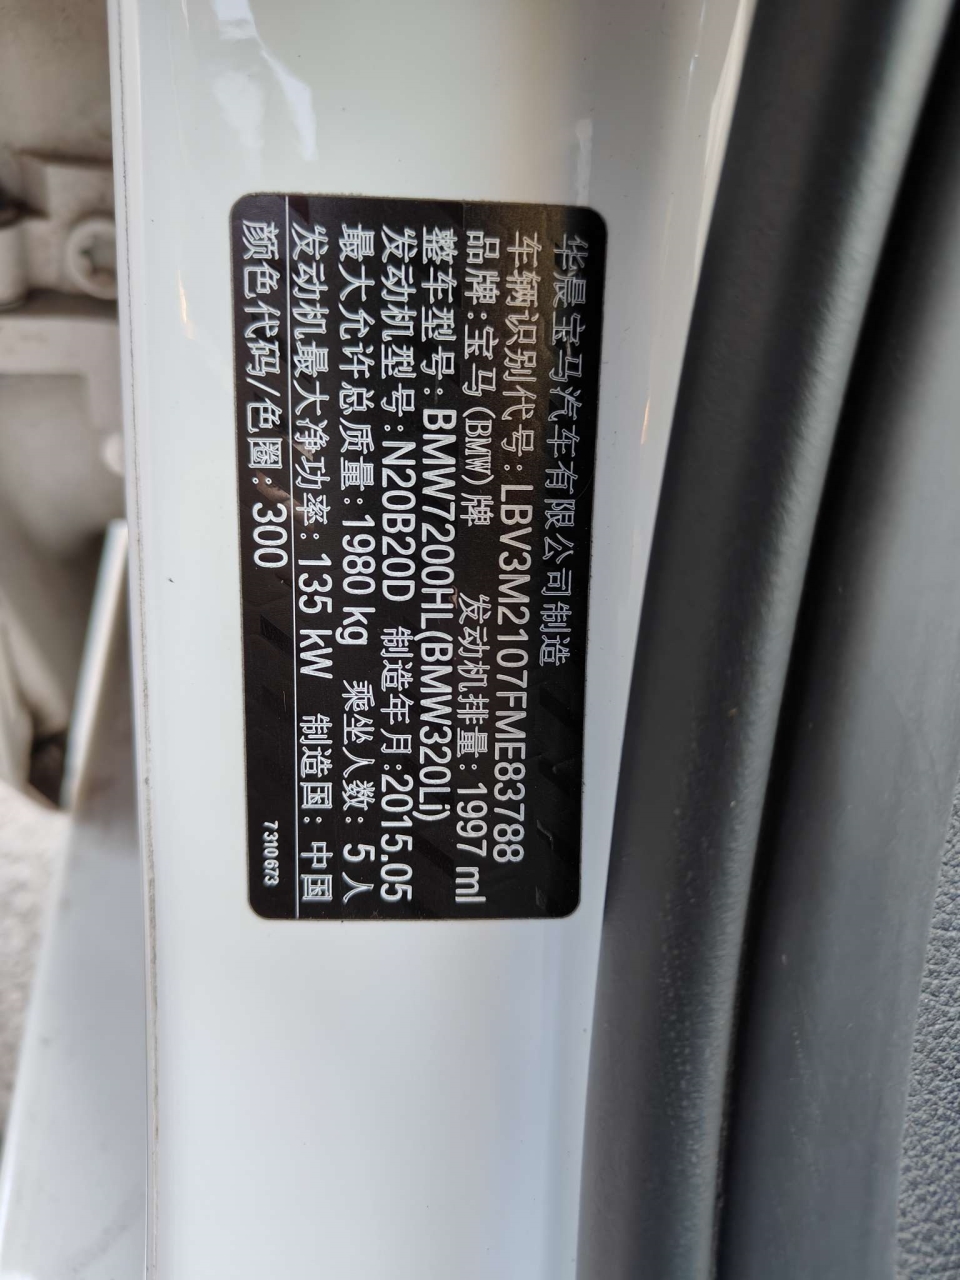 华晨宝马汽车有限公司制造
车辆识别代号：LBV3M2107FME83788
品牌：宝马(BMW)牌 发动机排量：1997 ml
整车型号：BMW7200HL(BMW320Li)
发动机型号：N20B20D 制造年月：2015.05
最大允许总质量：1980 kg 乘坐人数：5 人
发动机最大净功率：135 kW 制造国：中国
颜色代码/色圈：300 7 310 673